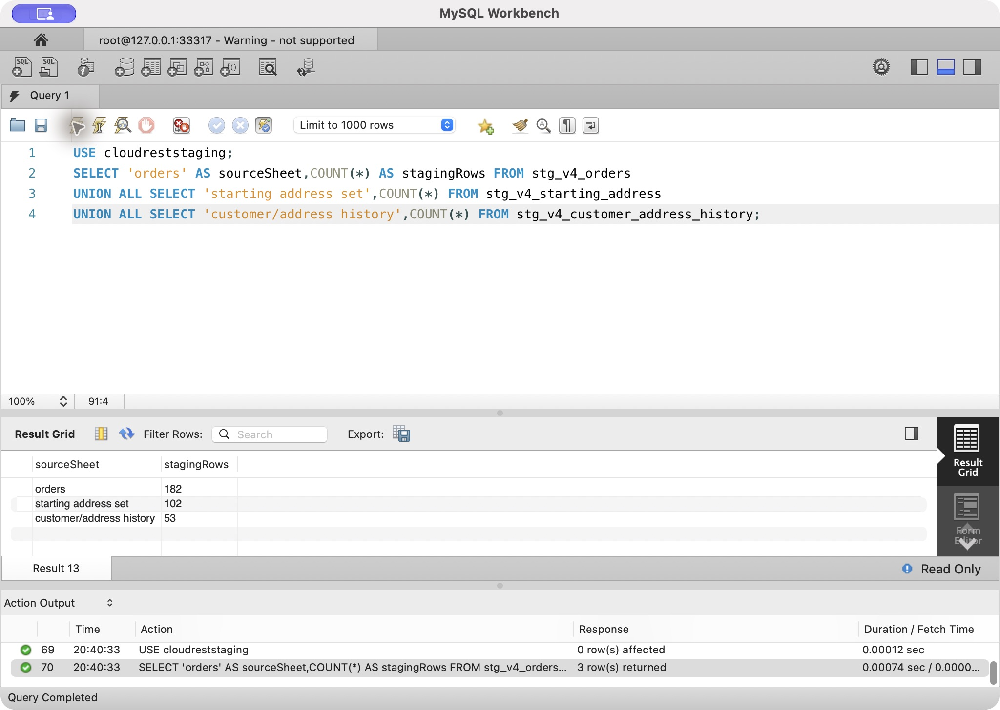 MySQL Workbench
root@127.0.0.1:33317 - Warning - not supported
SQL SQL
Query 1
Limit to 1000 rows
1 USE cloudreststaging;
2 SELECT 'orders' AS sourceSheet,COUNT(*) AS stagingRows FROM stg_v4_orders
3 UNION ALL SELECT 'starting address set',COUNT(*) FROM stg_v4_starting_address
4 UNION ALL SELECT 'customer/address history',COUNT(*) FROM stg_v4_customer_address_history;
100% 91:4
Result Grid Filter Rows: Search Export:
sourceSheet stagingRows
orders 182
starting address set 102
customer/address history 53
Result
Grid
Form
Editor
Result 13 Read Only
Action Output
Time Action Response Duration / Fetch Time
69 20:40:33 USE cloudreststaging 0 row(s) affected 0.00012 sec
70 20:40:33 SELECT 'orders' AS sourceSheet,COUNT(*) AS stagingRows FROM stg_v4_orders... 3 row(s) returned 0.00074 sec / 0.0000...
Query Completed